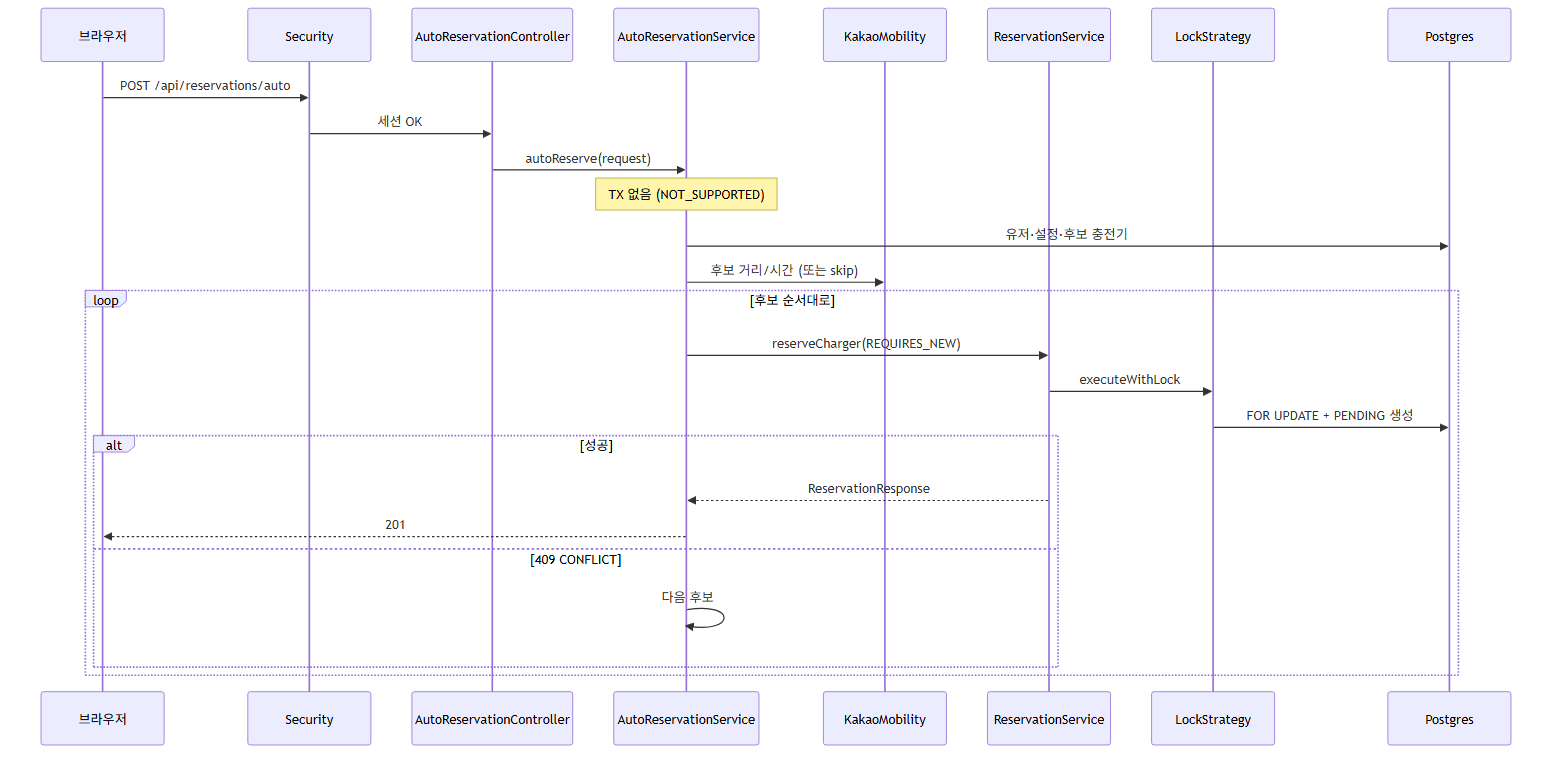 브라우저
Security
AutoReservationController
AutoReservationService
KakaoMobility
ReservationService
LockStrategy
Postgres
POST /api/reservations/auto
세션 OK
autoReserve(request)
TX 없음 (NOT_SUPPORTED)
유저·설정·후보 충전기
후보 거리/시간 (또는 skip)
loop
[후보 순서대로]
reserveCharger(REQUIRES_NEW)
executeWithLock
FOR UPDATE + PENDING 생성
alt
[성공]
ReservationResponse
201
[409 CONFLICT]
다음 후보
브라우저
Security
AutoReservationController
AutoReservationService
KakaoMobility
ReservationService
LockStrategy
Postgres